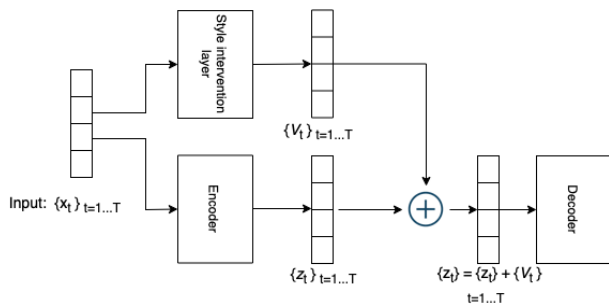 Style intervention
layer
{V_t} t=1...T
Input: {x_t} t=1...T
Encoder
{z_t} t=1...T
Decoder
{z_t} = {z_t} + {V_t}
t=1...T